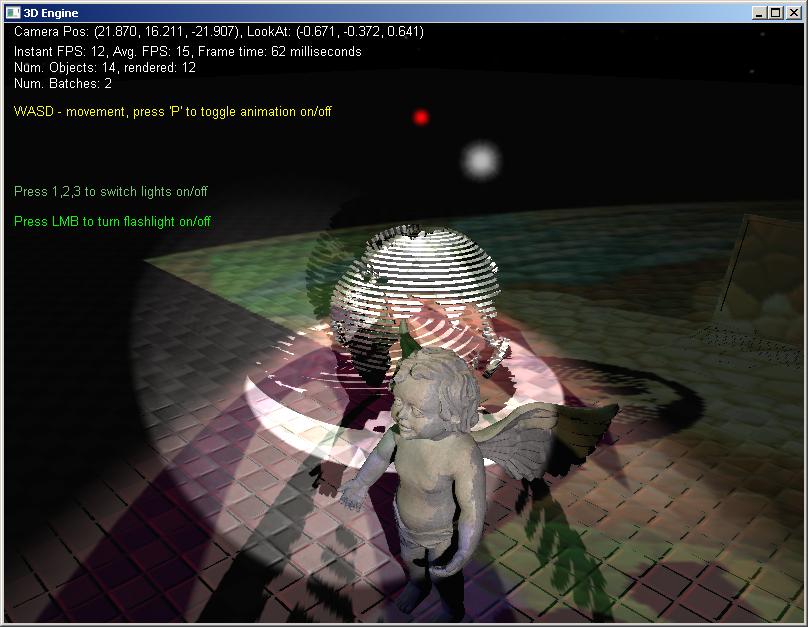 3D Engine
Camera Pos: (21.870, 16.211, -21.907), LookAt: (-0.671, -0.372, 0.641)
Instant FPS: 12, Avg. FPS: 15, Frame time: 62 milliseconds
Num. Objects: 14, rendered: 12
Num. Batches: 2
WASD - movement, press 'P' to toggle animation on/off
Press 1,2,3 to switch lights on/off
Press LMB to turn flashlight on/off